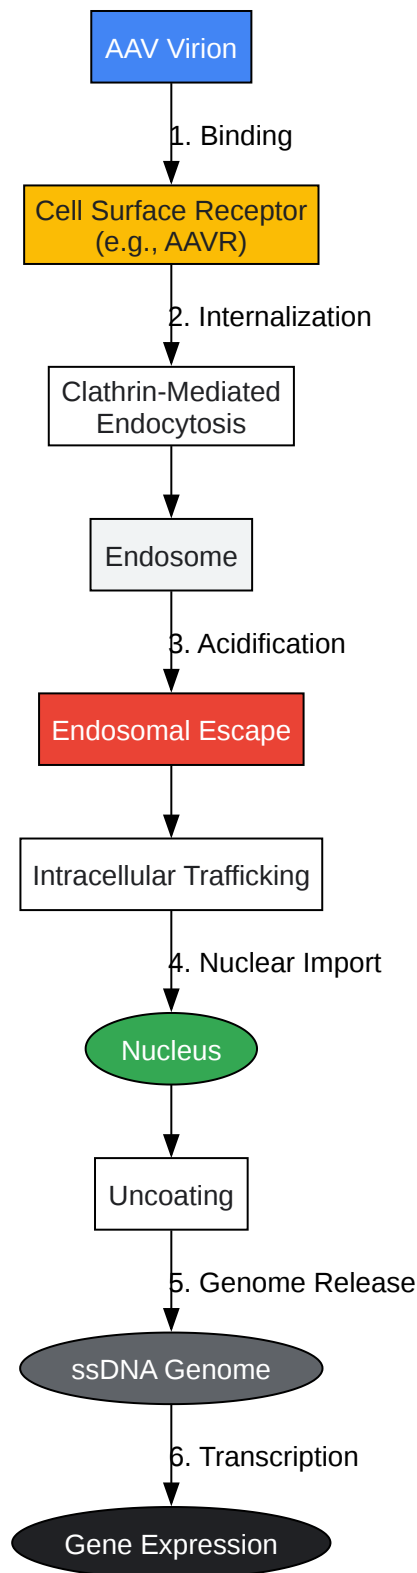 AAV Virion
1. Binding
Cell Surface Receptor
(e.g., AAVR)
2. Internalization
Clathrin-Mediated
Endocytosis
Endosome
3. Acidification
Endosomal Escape
Intracellular Trafficking
4. Nuclear Import
Nucleus
Uncoating
5. Genome Release
ssDNA Genome
6. Transcription
Gene Expression